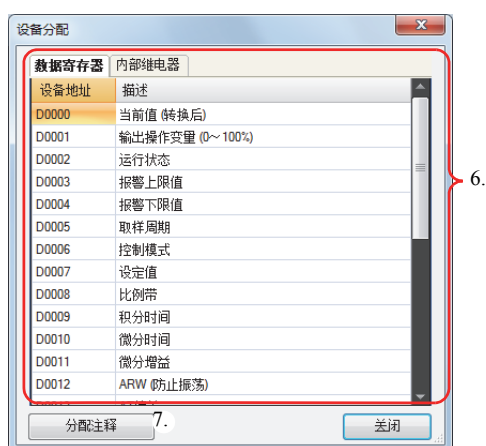 设备分配
x
数据寄存器 内部继电器
设备地址 描述
D0000 当前值 (转换后)
D0001 输出操作变量 (0～100%)
D0002 运行状态
D0003 报警上限值
D0004 报警下限值
D0005 取样周期
D0006 控制模式
D0007 设定值
D0008 比例带
D0009 积分时间
D0010 微分时间
D0011 微分增益
D0012 ARW (防止振荡)
6.
分配注释 7. 关闭